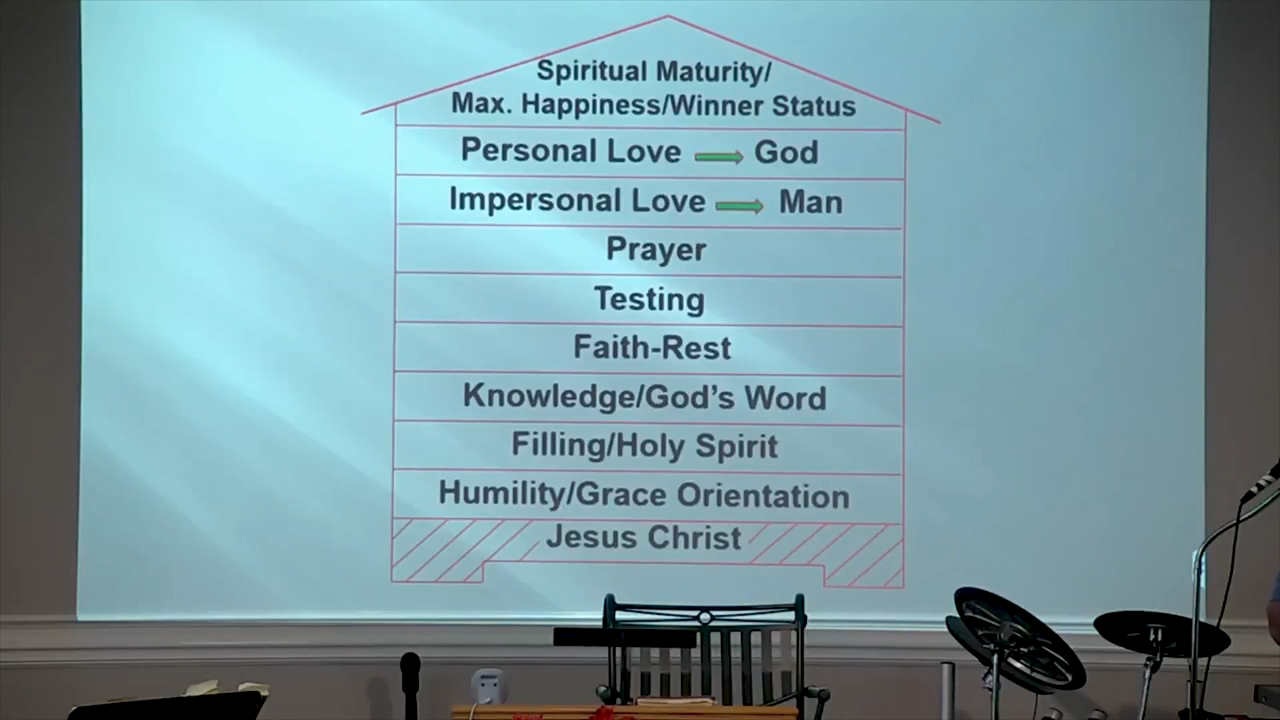 Spiritual Maturity/
Max. Happiness/Winner Status
Personal Love God
Impersonal Love Man
Prayer
Testing
Faith-Rest
Knowledge/God's Word
Filling/Holy Spirit
Humility/Grace Orientation
Jesus Christ